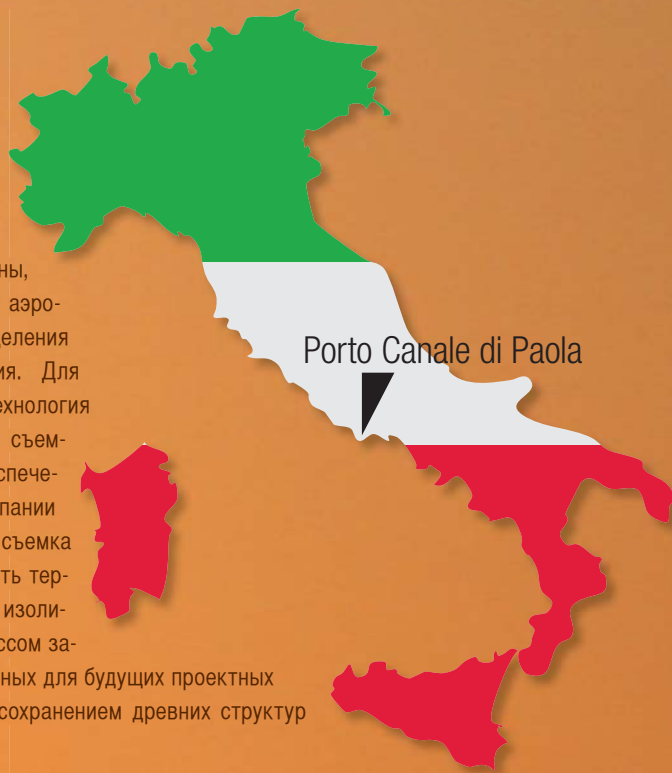 ны,
аэро-
деления
ия. Для
ехнология
съем-
спече-
пании
съемка
ть тер-
изоли-
ссом за-
ных для будущих проектных
сохранением древних структур
Porto Canale di Paola